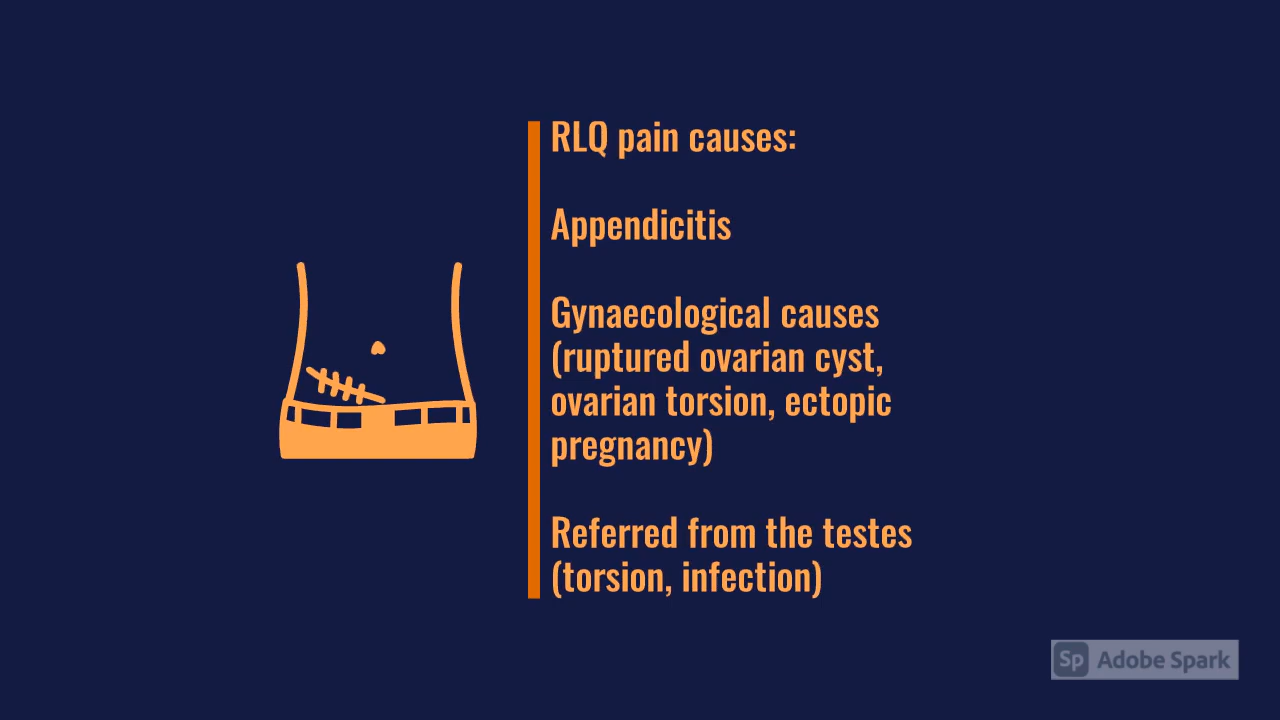 RLQ pain causes:
Appendicitis
Gynaecological causes
(ruptured ovarian cyst,
ovarian torsion, ectopic
pregnancy)
Referred from the testes
(torsion, infection)
Sp Adobe Spark